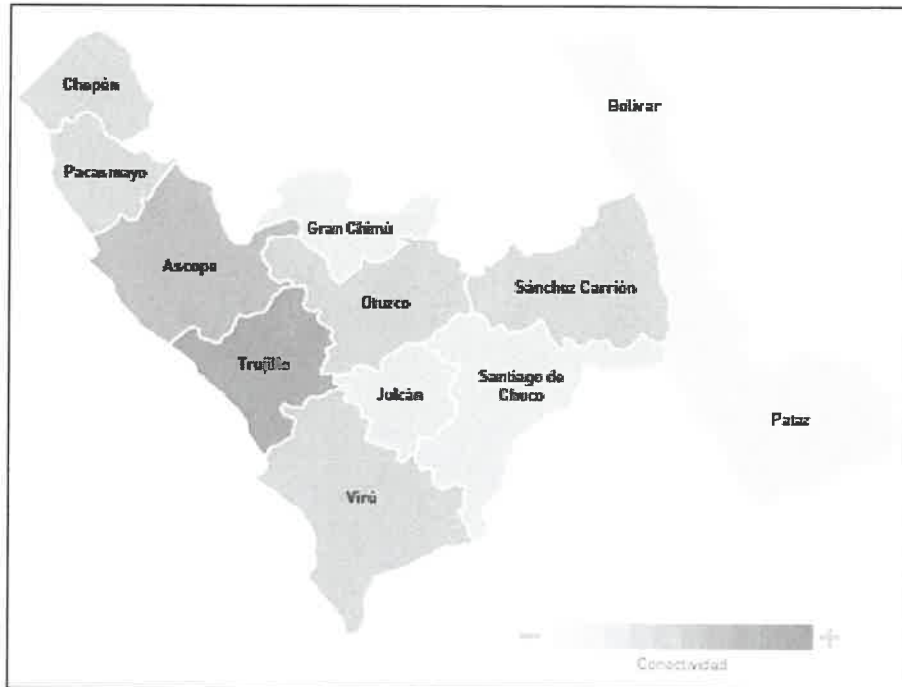 Chepén
Bolívar
Pacasmayo
Gran Chimú
Ascope
Sánchez Carrión
Otuzco
Trujillo
Santiago de
Chuco
Julcán
Pataz
Virú
− +
Conectividad